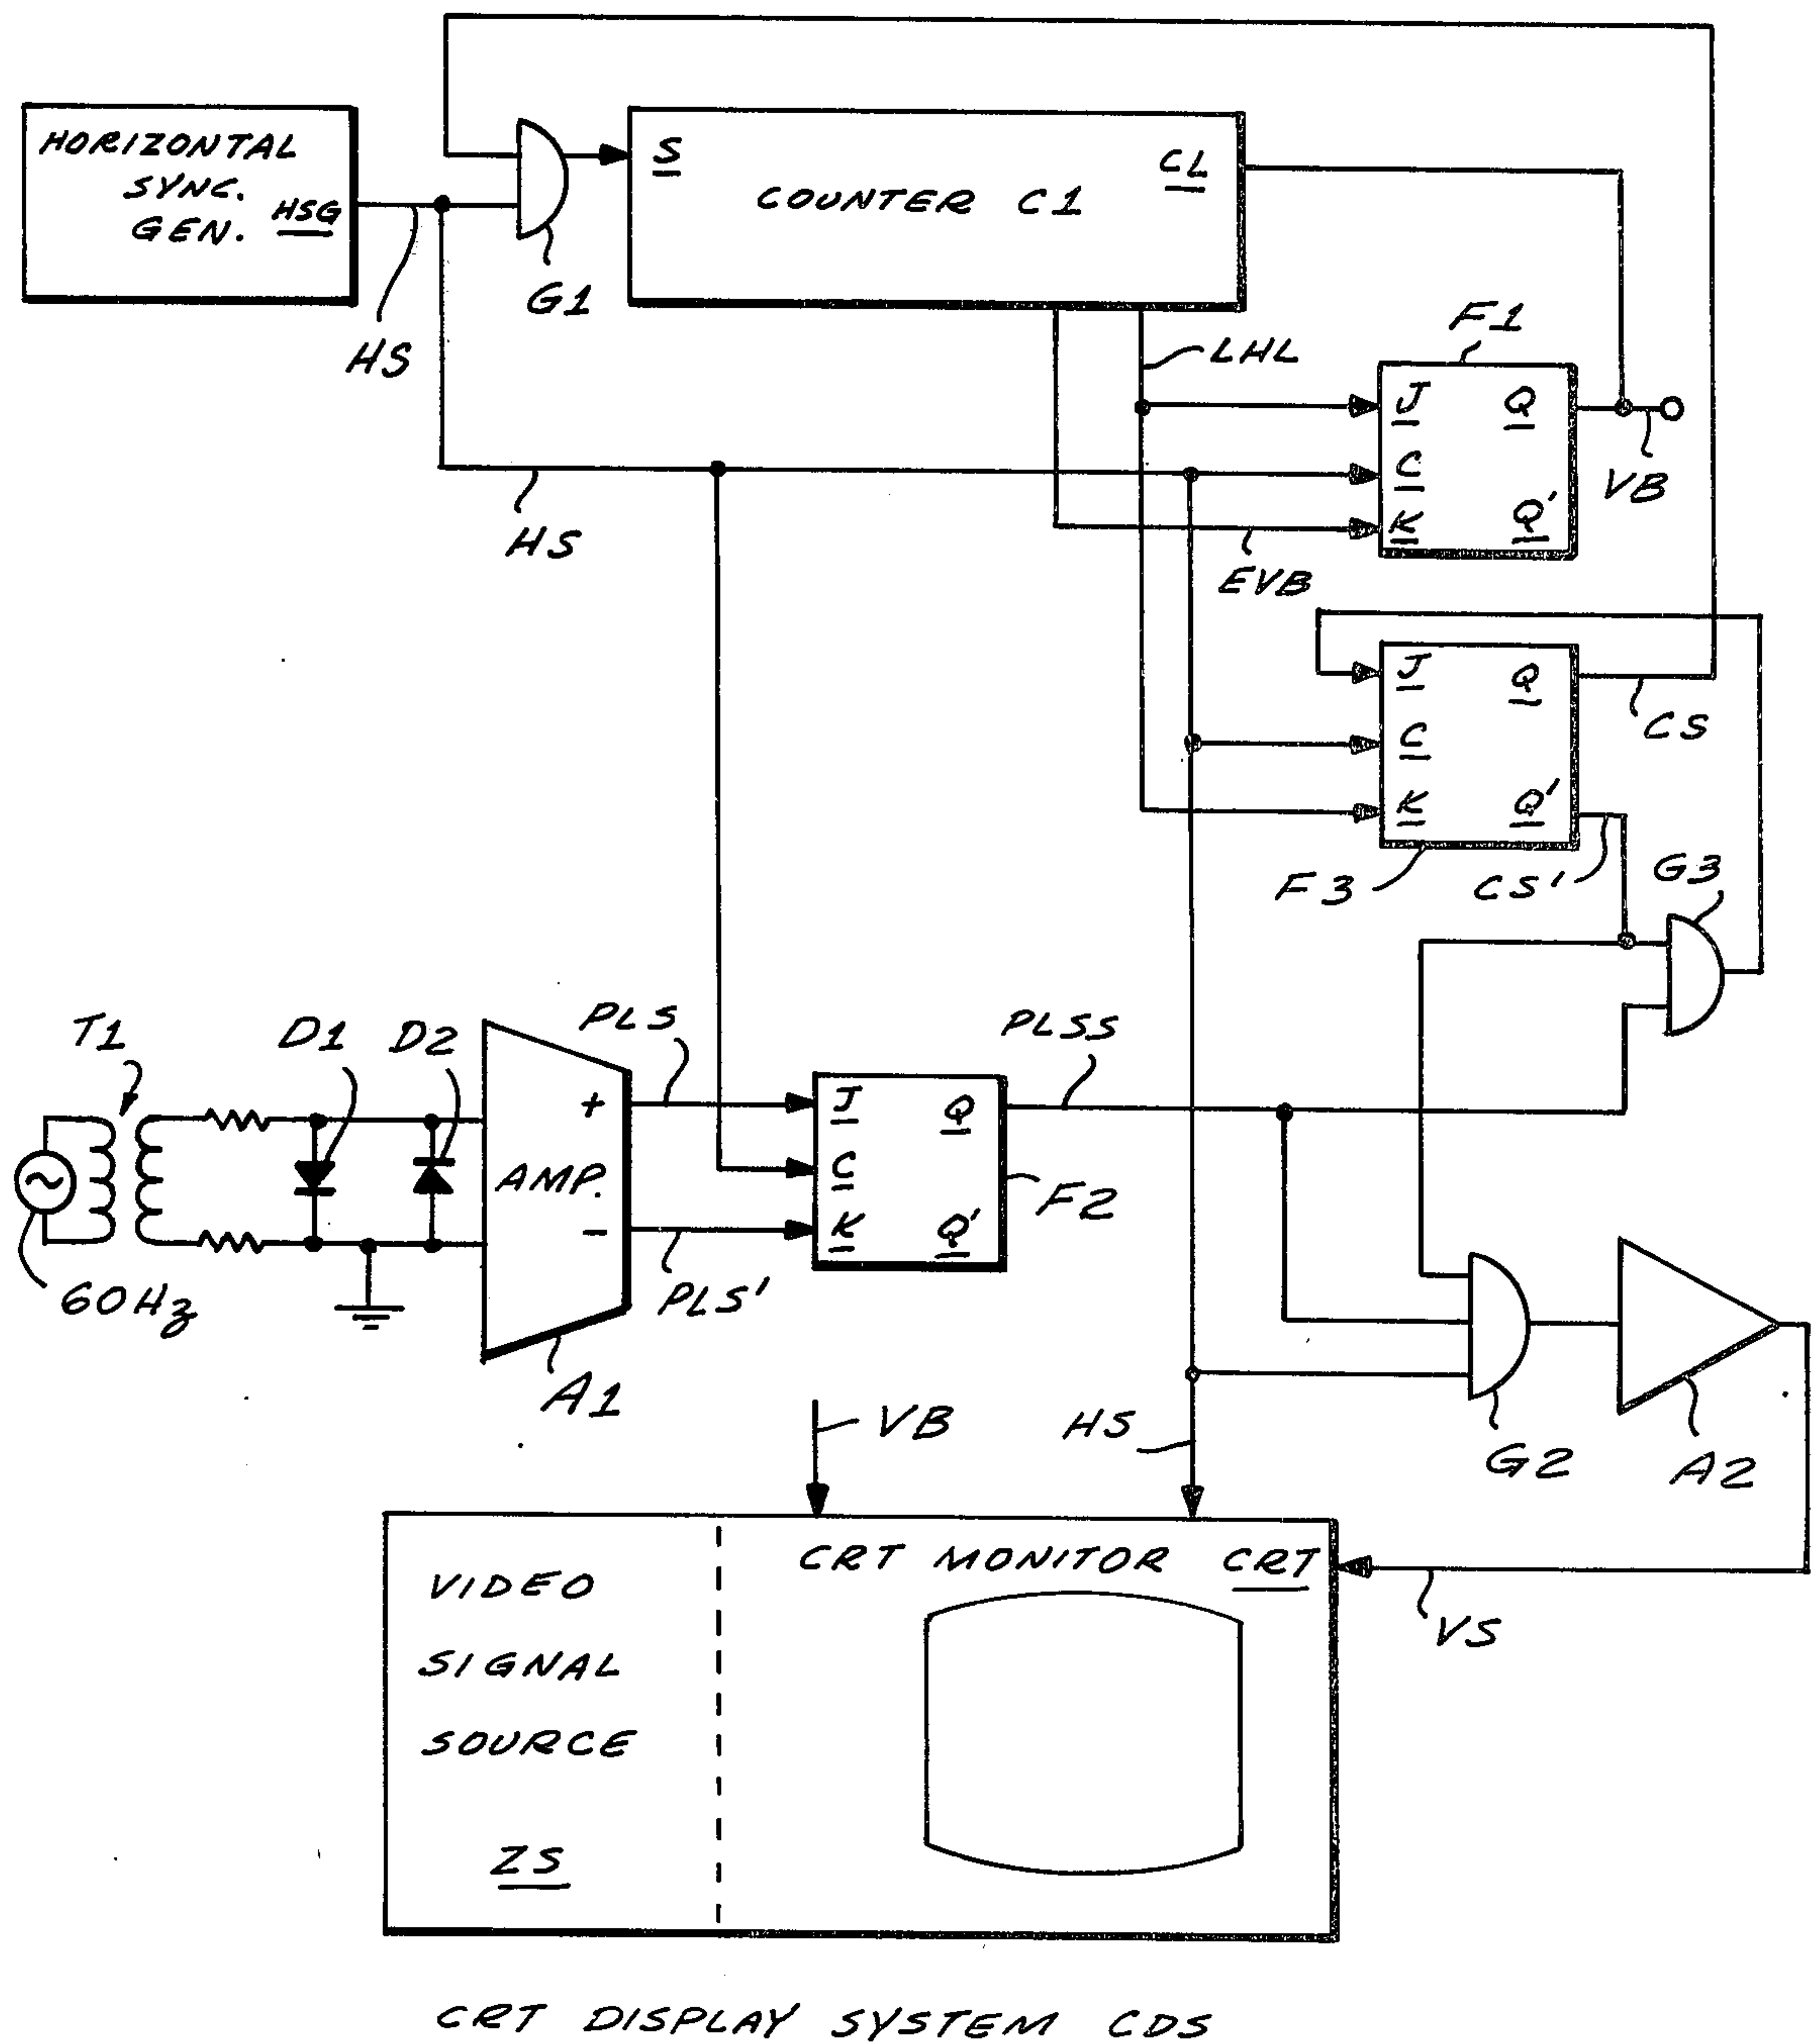 HORIZONTAL
SYNC.
GEN. HSG
HS
G1
S
COUNTER C1
CL
LHL
F1
J
Q
C
K
Q'
VB
EVB
HS
J
Q
C
K
Q'
CS
F3
CS'
G3
T1
D1
D2
60Hz
AMP.
+
-
A1
PLS
PLS'
J
Q
C
K
Q'
F2
PLSS
G2
A2
VB
HS
VS
VIDEO
SIGNAL
SOURCE
ZS
CRT MONITOR CRT
CRT DISPLAY SYSTEM CDS